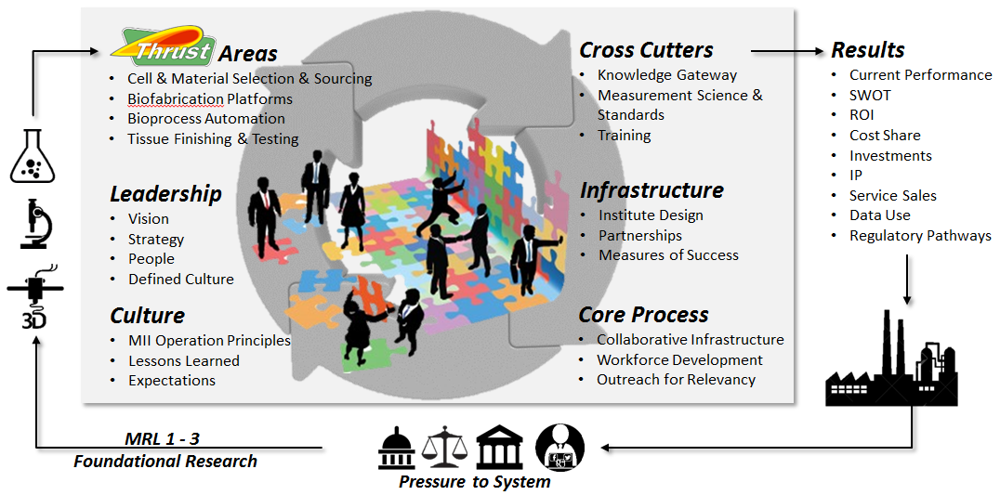 Thrust Areas
• Cell & Material Selection & Sourcing
• Biofabrication Platforms
• Bioprocess Automation
• Tissue Finishing & Testing
Leadership
• Vision
• Strategy
• People
• Defined Culture
Culture
• MII Operation Principles
• Lessons Learned
• Expectations
Cross Cutters
• Knowledge Gateway
• Measurement Science &
Standards
• Training
Infrastructure
• Institute Design
• Partnerships
• Measures of Success
Core Process
• Collaborative Infrastructure
• Workforce Development
• Outreach for Relevancy
Results
• Current Performance
• SWOT
• ROI
• Cost Share
• Investments
• IP
• Service Sales
• Data Use
• Regulatory Pathways
3D
MRL 1 - 3
Foundational Research
Pressure to System